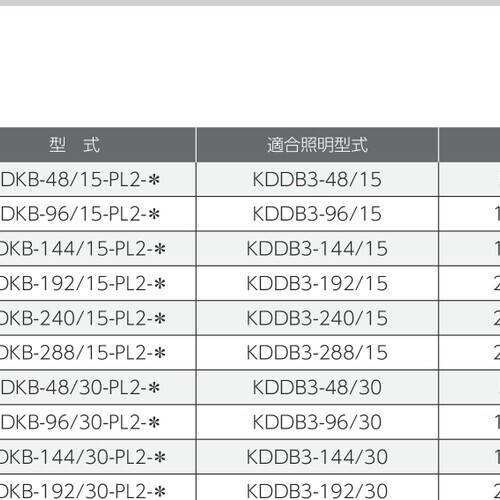 型 式 適合照明型式
DKB-48/15-PL2-＊ KDDB3-48/15
DKB-96/15-PL2-＊ KDDB3-96/15 1
DKB-144/15-PL2-＊ KDDB3-144/15 1
DKB-192/15-PL2-＊ KDDB3-192/15 2
DKB-240/15-PL2-＊ KDDB3-240/15 2
DKB-288/15-PL2-＊ KDDB3-288/15 2
DKB-48/30-PL2-＊ KDDB3-48/30
DKB-96/30-PL2-＊ KDDB3-96/30 1
DKB-144/30-PL2-＊ KDDB3-144/30 1
DKB-192/30-PL2-＊ KDDB3-192/30 2